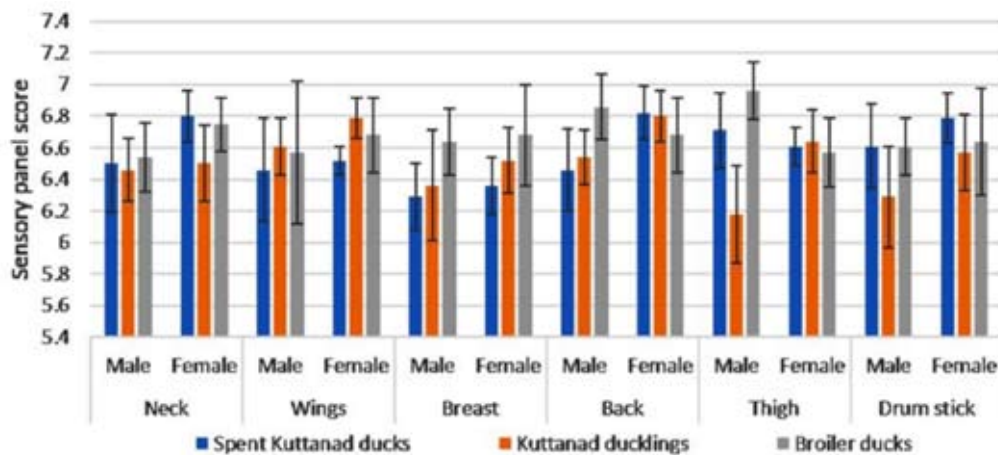 7.4
7.2
7
6.8
6.6
6.4
6.2
6
5.8
5.6
5.4
Sensory panel score
Male Female Male Female Male Female Male Female Male Female Male Female
Neck Wings Breast Back Thigh Drum stick
Spent Kuttanad ducks Kuttanad ducklings Broiler ducks